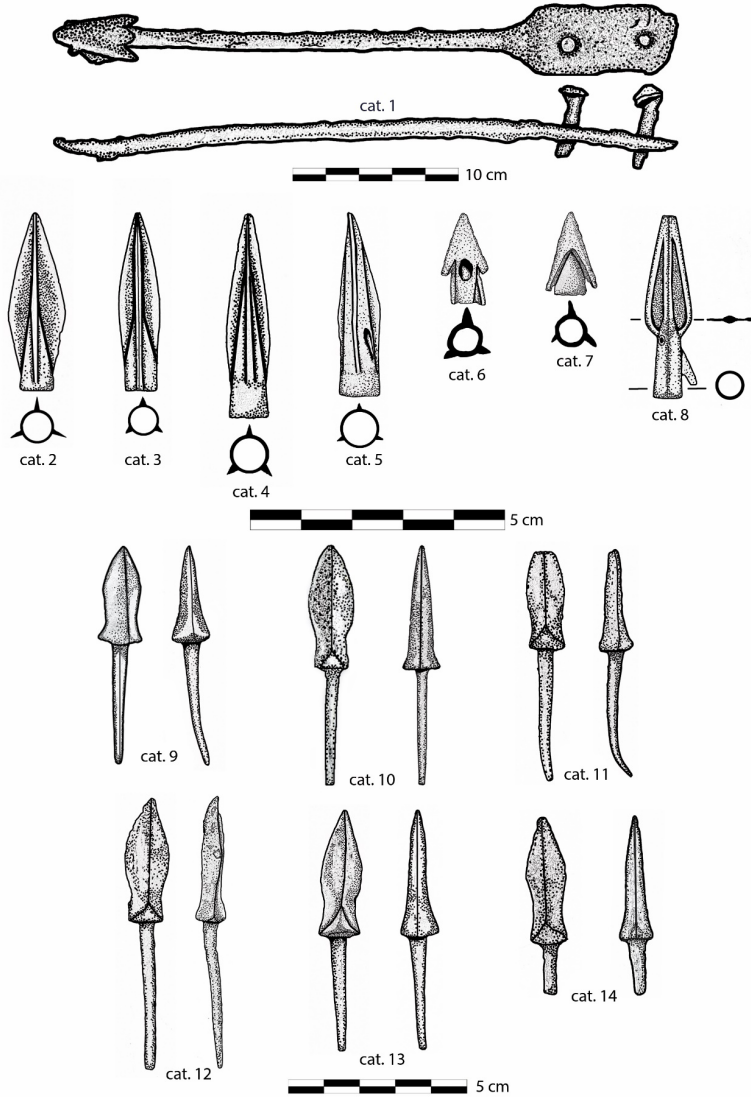 cat. 1
10 cm
cat. 2
cat. 3
cat. 4
cat. 5
cat. 6
cat. 7
cat. 8
5 cm
cat. 9
cat. 10
cat. 11
cat. 12
cat. 13
cat. 14
5 cm